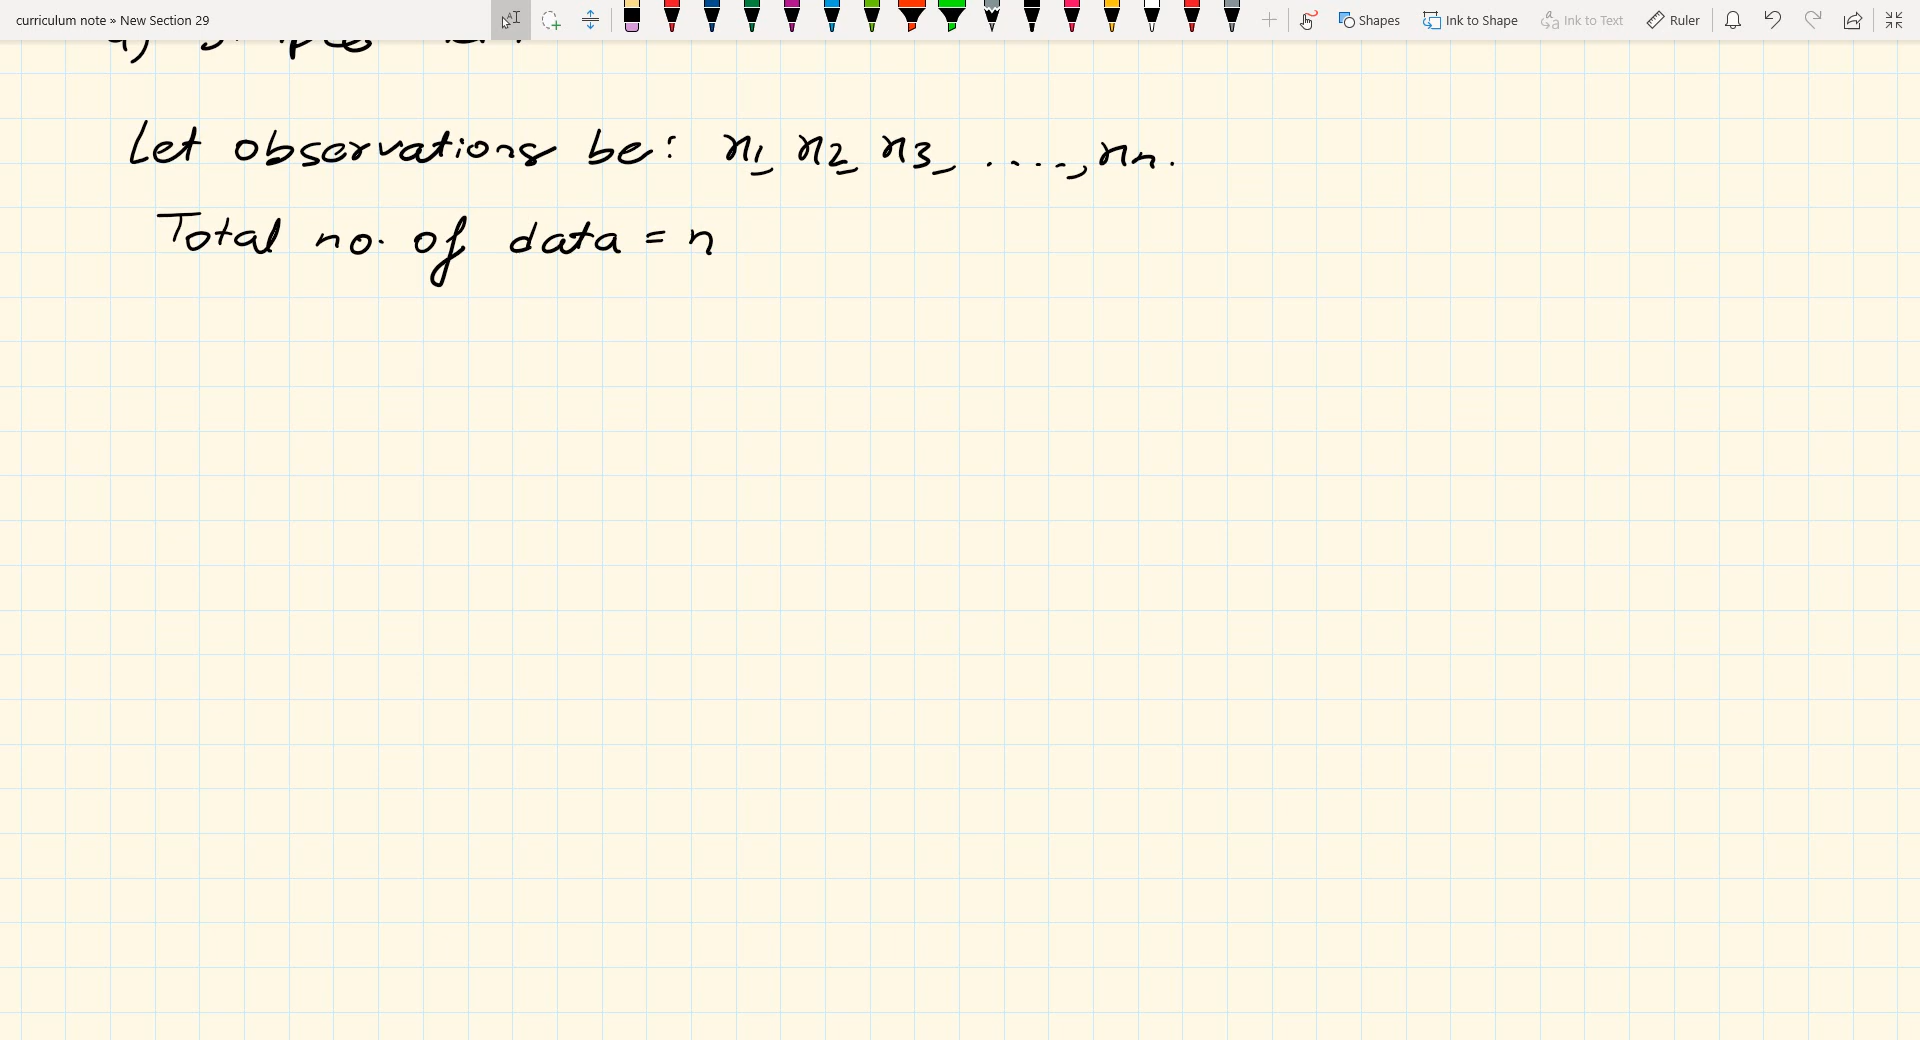 curriculum note » New Section 29
Shapes Ink to Shape Ink to Text Ruler
Let observations be: x1, x2, x3, ....., xn.
Total no. of data = n